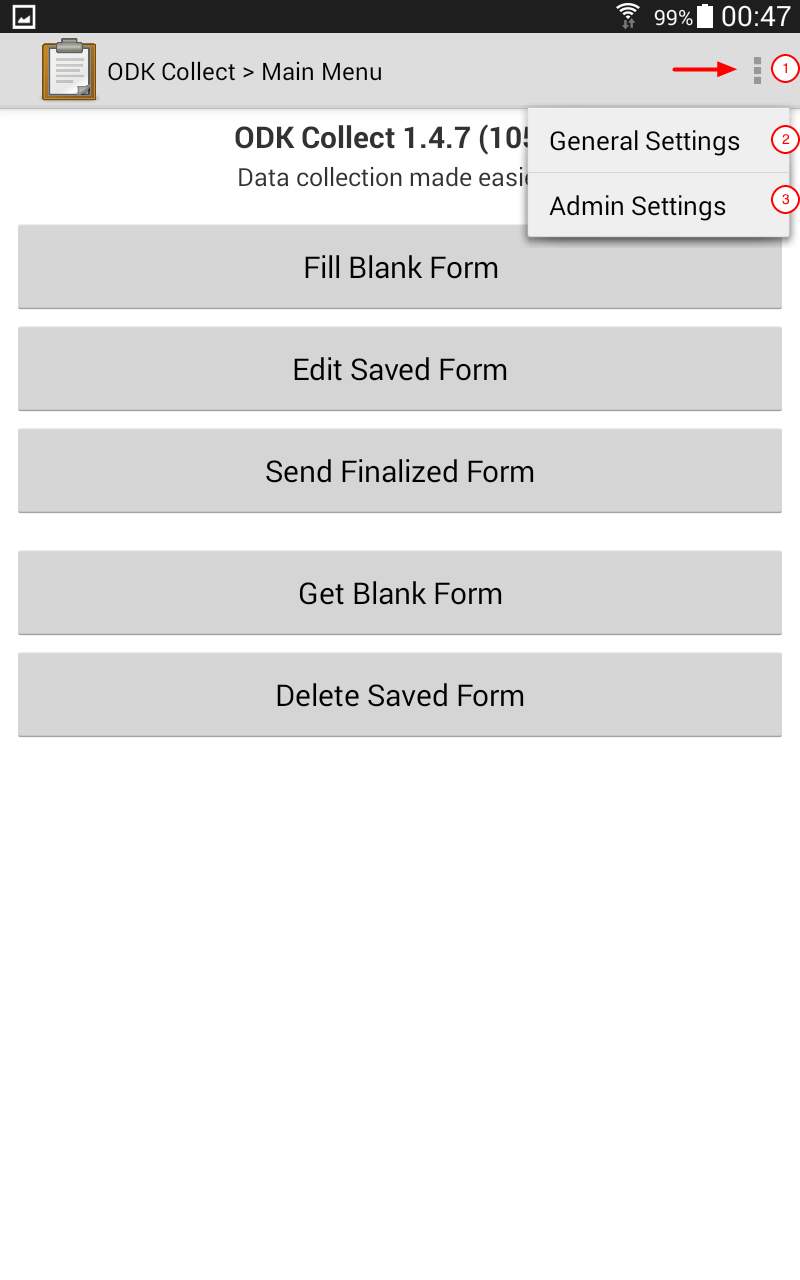 99% 00:47
ODK Collect > Main Menu
1
ODK Collect 1.4.7 (105
General Settings
2
Data collection made easie
Admin Settings
3
Fill Blank Form
Edit Saved Form
Send Finalized Form
Get Blank Form
Delete Saved Form